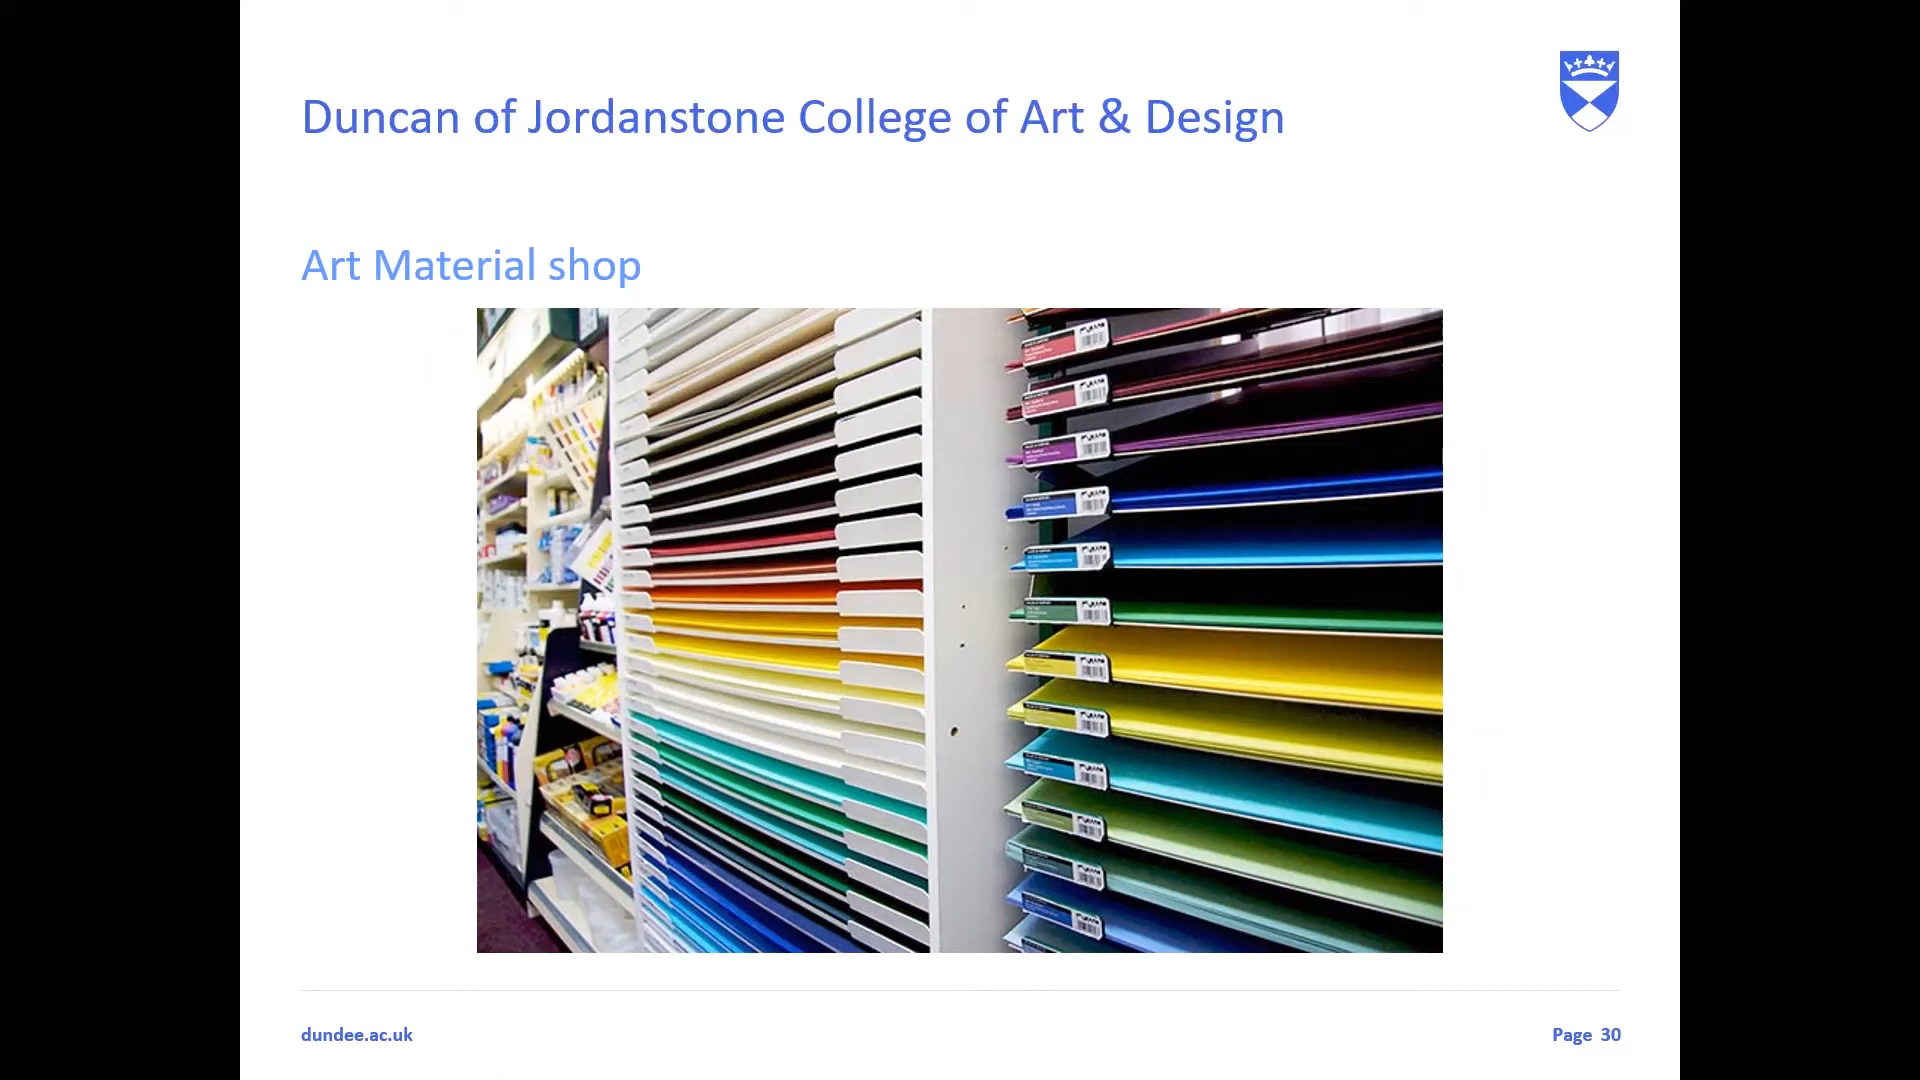 Duncan of Jordanstone College of Art & Design
Art Material shop
dundee.ac.uk
Page 30